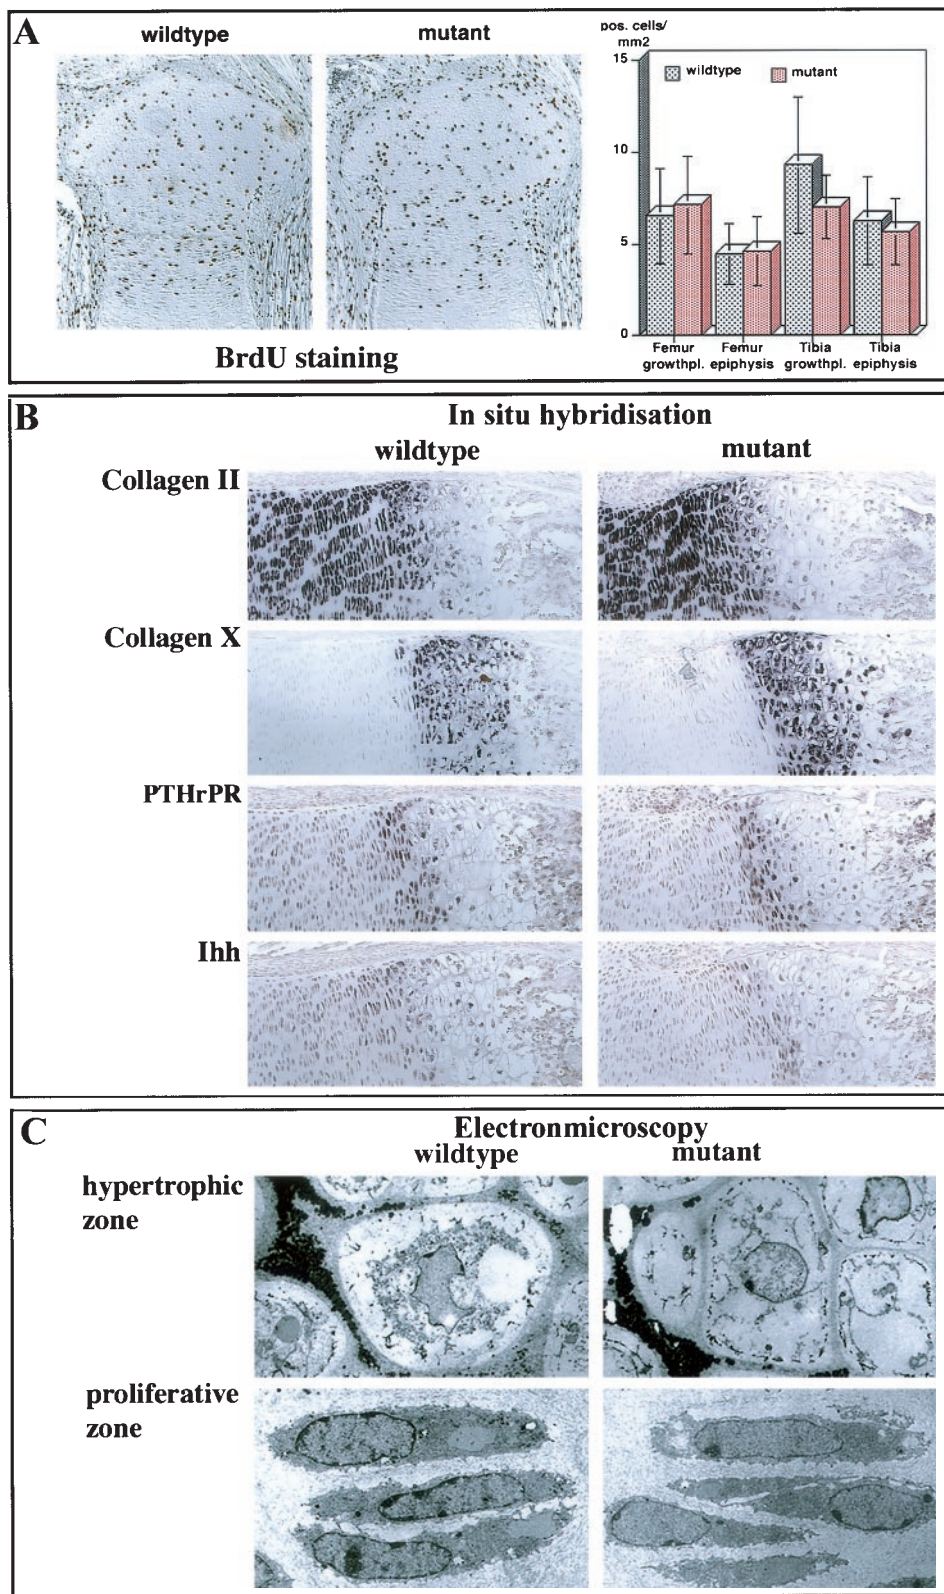 A
wildtype
mutant
BrdU staining
pos. cells/
mm2
15
10
5
0
wildtype
mutant
Femur growthpl.
Femur epiphysis
Tibia growthpl.
Tibia epiphysis
B
In situ hybridisation
wildtype
mutant
Collagen II
Collagen X
PTHrPR
Ihh
C
Electronmicroscopy
wildtype
mutant
hypertrophic
zone
proliferative
zone